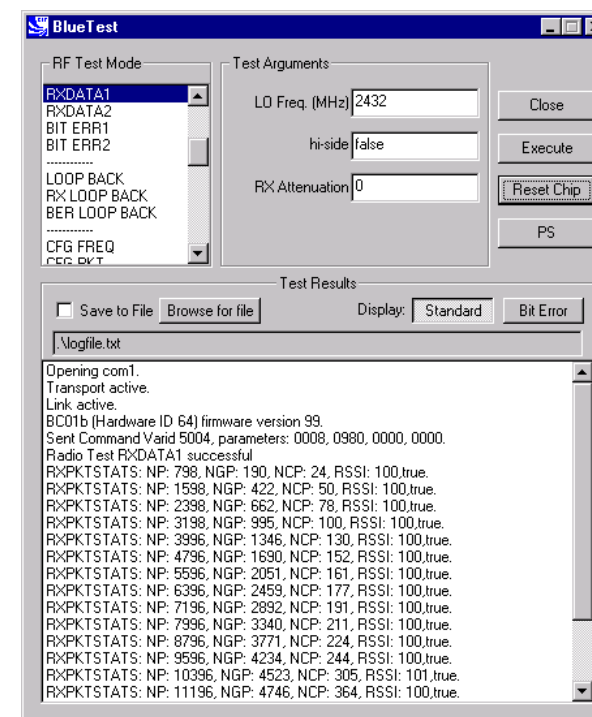 BlueTest
RF Test Mode
RXDATA1
RXDATA2
BIT ERR1
BIT ERR2
------------
LOOP BACK
RX LOOP BACK
BER LOOP BACK
------------
CFG FREQ
CFG PKT
Test Arguments
LO Freq. (MHz) 2432
hi-side false
RX Attenuation 0
Close
Execute
Reset Chip
PS
Test Results
Save to File Browse for file Display: Standard Bit Error
.\logfile.txt
Opening com1.
Transport active.
Link active.
BC01b (Hardware ID 64) firmware version 99.
Sent Command Varid 5004, parameters: 0008, 0980, 0000, 0000.
Radio Test RXDATA1 successful
RXPKTSTATS: NP: 798, NGP: 190, NCP: 24, RSSI: 100,true.
RXPKTSTATS: NP: 1598, NGP: 422, NCP: 50, RSSI: 100,true.
RXPKTSTATS: NP: 2398, NGP: 662, NCP: 78, RSSI: 100,true.
RXPKTSTATS: NP: 3198, NGP: 995, NCP: 100, RSSI: 100,true.
RXPKTSTATS: NP: 3996, NGP: 1346, NCP: 130, RSSI: 100,true.
RXPKTSTATS: NP: 4796, NGP: 1690, NCP: 152, RSSI: 100,true.
RXPKTSTATS: NP: 5596, NGP: 2051, NCP: 161, RSSI: 100,true.
RXPKTSTATS: NP: 6396, NGP: 2459, NCP: 177, RSSI: 100,true.
RXPKTSTATS: NP: 7196, NGP: 2892, NCP: 191, RSSI: 100,true.
RXPKTSTATS: NP: 7996, NGP: 3340, NCP: 211, RSSI: 100,true.
RXPKTSTATS: NP: 8796, NGP: 3771, NCP: 224, RSSI: 100,true.
RXPKTSTATS: NP: 9596, NGP: 4234, NCP: 244, RSSI: 100,true.
RXPKTSTATS: NP: 10396, NGP: 4523, NCP: 305, RSSI: 101,true.
RXPKTSTATS: NP: 11196, NGP: 4746, NCP: 364, RSSI: 100,true.